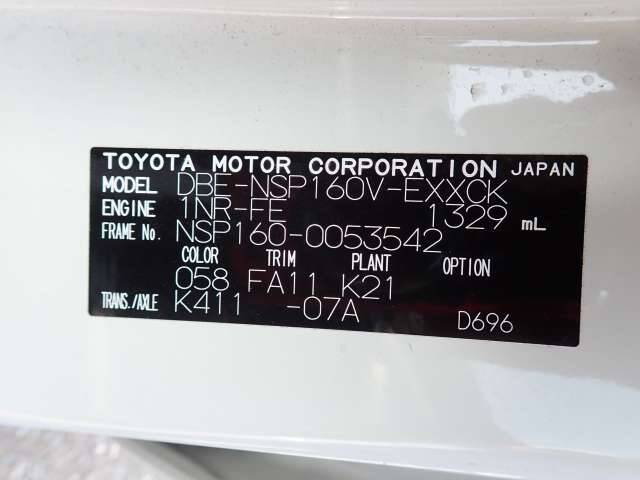 TOYOTA MOTOR CORPORATION JAPAN
MODEL DBE-NSP160V-EXXCK
ENGINE 1NR-FE 1329 mL
FRAME No. NSP160-0053542
COLOR TRIM PLANT OPTION
058 FA11 K21
TRANS./AXLE K411 -07A
D696